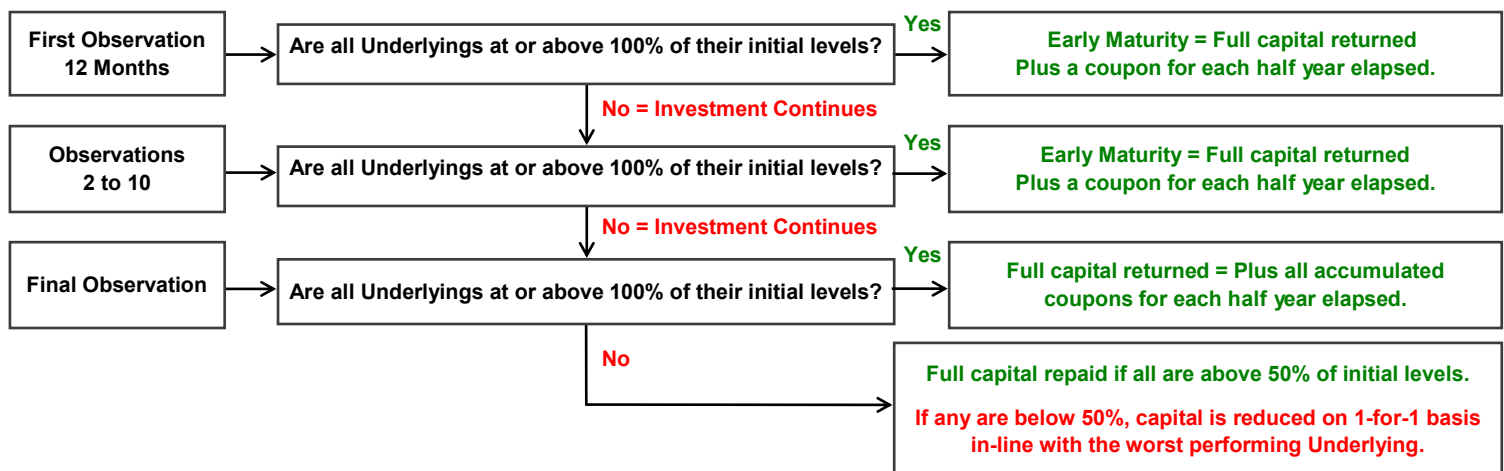 First Observation
12 Months
Are all Underlyings at or above 100% of their initial levels?
Yes
Early Maturity = Full capital returned
Plus a coupon for each half year elapsed.
No = Investment Continues
Observations
2 to 10
Are all Underlyings at or above 100% of their initial levels?
Yes
Early Maturity = Full capital returned
Plus a coupon for each half year elapsed.
No = Investment Continues
Final Observation
Are all Underlyings at or above 100% of their initial levels?
Yes
Full capital returned = Plus all accumulated
coupons for each half year elapsed.
No
Full capital repaid if all are above 50% of initial levels.
If any are below 50%, capital is reduced on 1-for-1 basis
in-line with the worst performing Underlying.